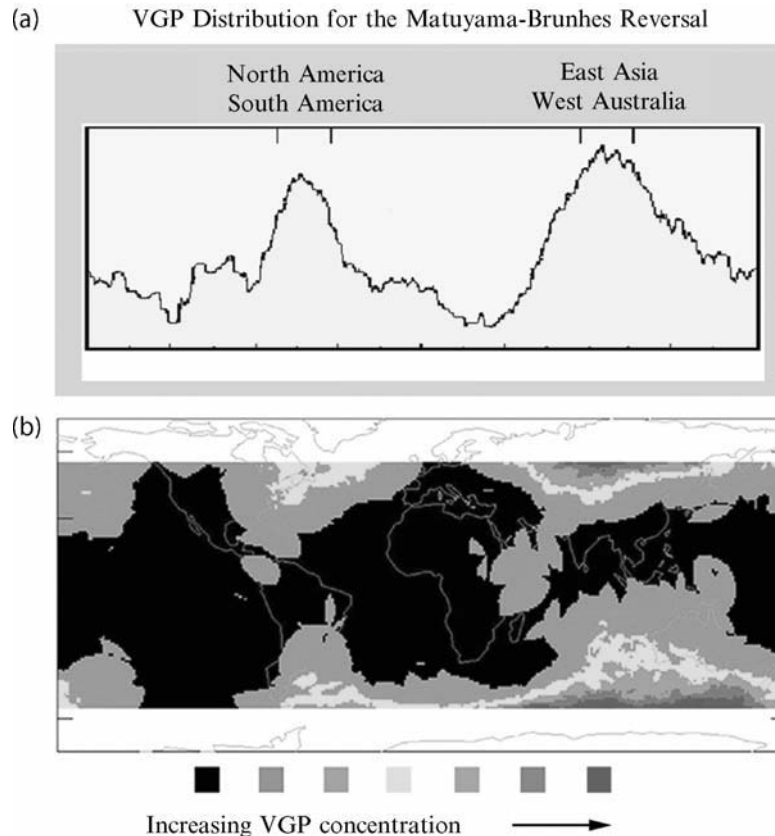 (a)
VGP Distribution for the Matuyama-Brunhes Reversal
North America
South America
East Asia
West Australia
(b)
Increasing VGP concentration